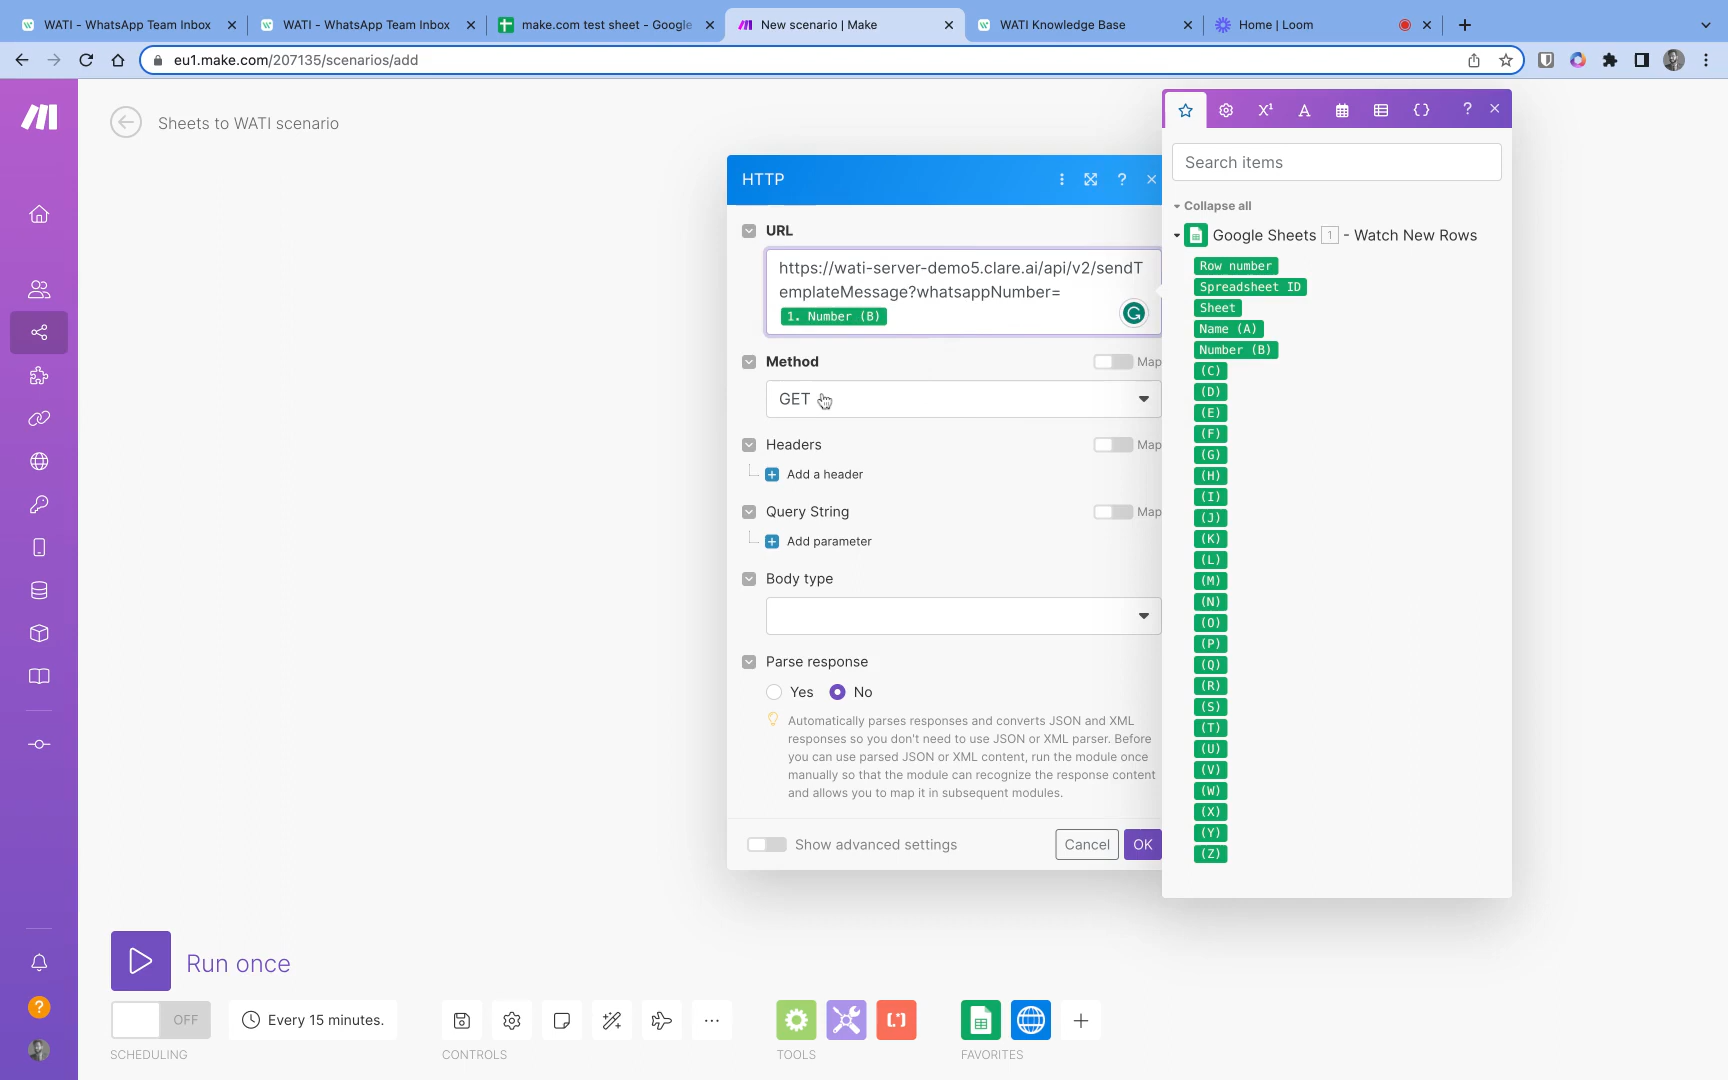 WATI - WhatsApp Team Inbox
WATI - WhatsApp Team Inbox
make.com test sheet - Google
New scenario | Make
WATI Knowledge Base
Home | Loom
eu1.make.com/207135/scenarios/add
Sheets to WATI scenario
HTTP
?
URL
https://wati-server-demo5.clare.ai/api/v2/sendT
emplateMessage?whatsappNumber=
1. Number (B)
Method
Map
GET
Headers
Map
Add a header
Query String
Map
Add parameter
Body type
Parse response
Yes
No
Automatically parses responses and converts JSON and XML
responses so you don't need to use JSON or XML parser. Before
you can use parsed JSON or XML content, run the module once
manually so that the module can recognize the response content
and allows you to map it in subsequent modules.
Show advanced settings
Cancel
OK
X¹
A
{}
?
Search items
Collapse all
Google Sheets 1 - Watch New Rows
Row number
Spreadsheet ID
Sheet
Name (A)
Number (B)
(C)
(D)
(E)
(F)
(G)
(H)
(I)
(J)
(K)
(L)
(M)
(N)
(O)
(P)
(Q)
(R)
(S)
(T)
(U)
(V)
(W)
(X)
(Y)
(Z)
Run once
OFF
Every 15 minutes.
[.*]
SCHEDULING
CONTROLS
TOOLS
FAVORITES
?